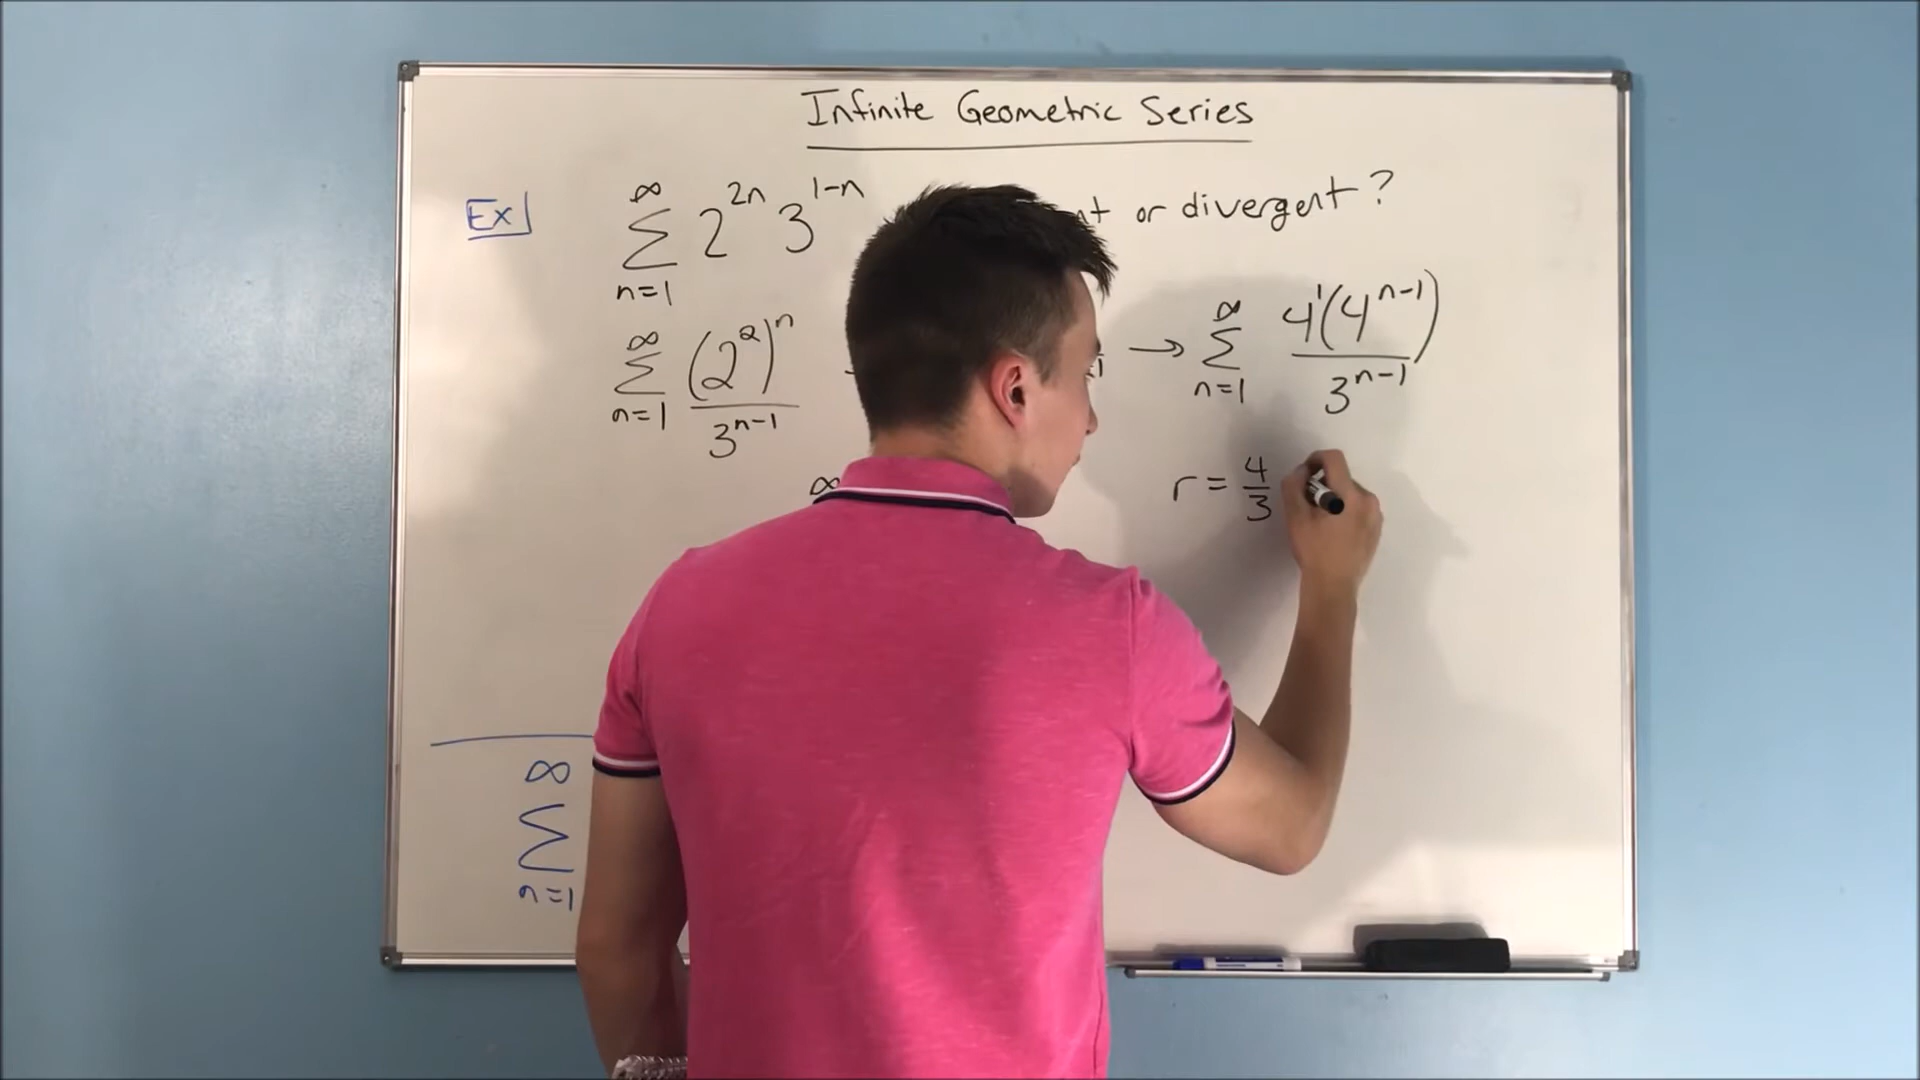 Infinite Geometric Series
Ex ∞ Σ n=1 2^2n 3^1-n or divergent?
∞ Σ n=1 (2^2)^n / 3^n-1 → ∞ Σ n=1 4^1(4^n-1) / 3^n-1
∞ r = 4/3
∞ Σ n=1